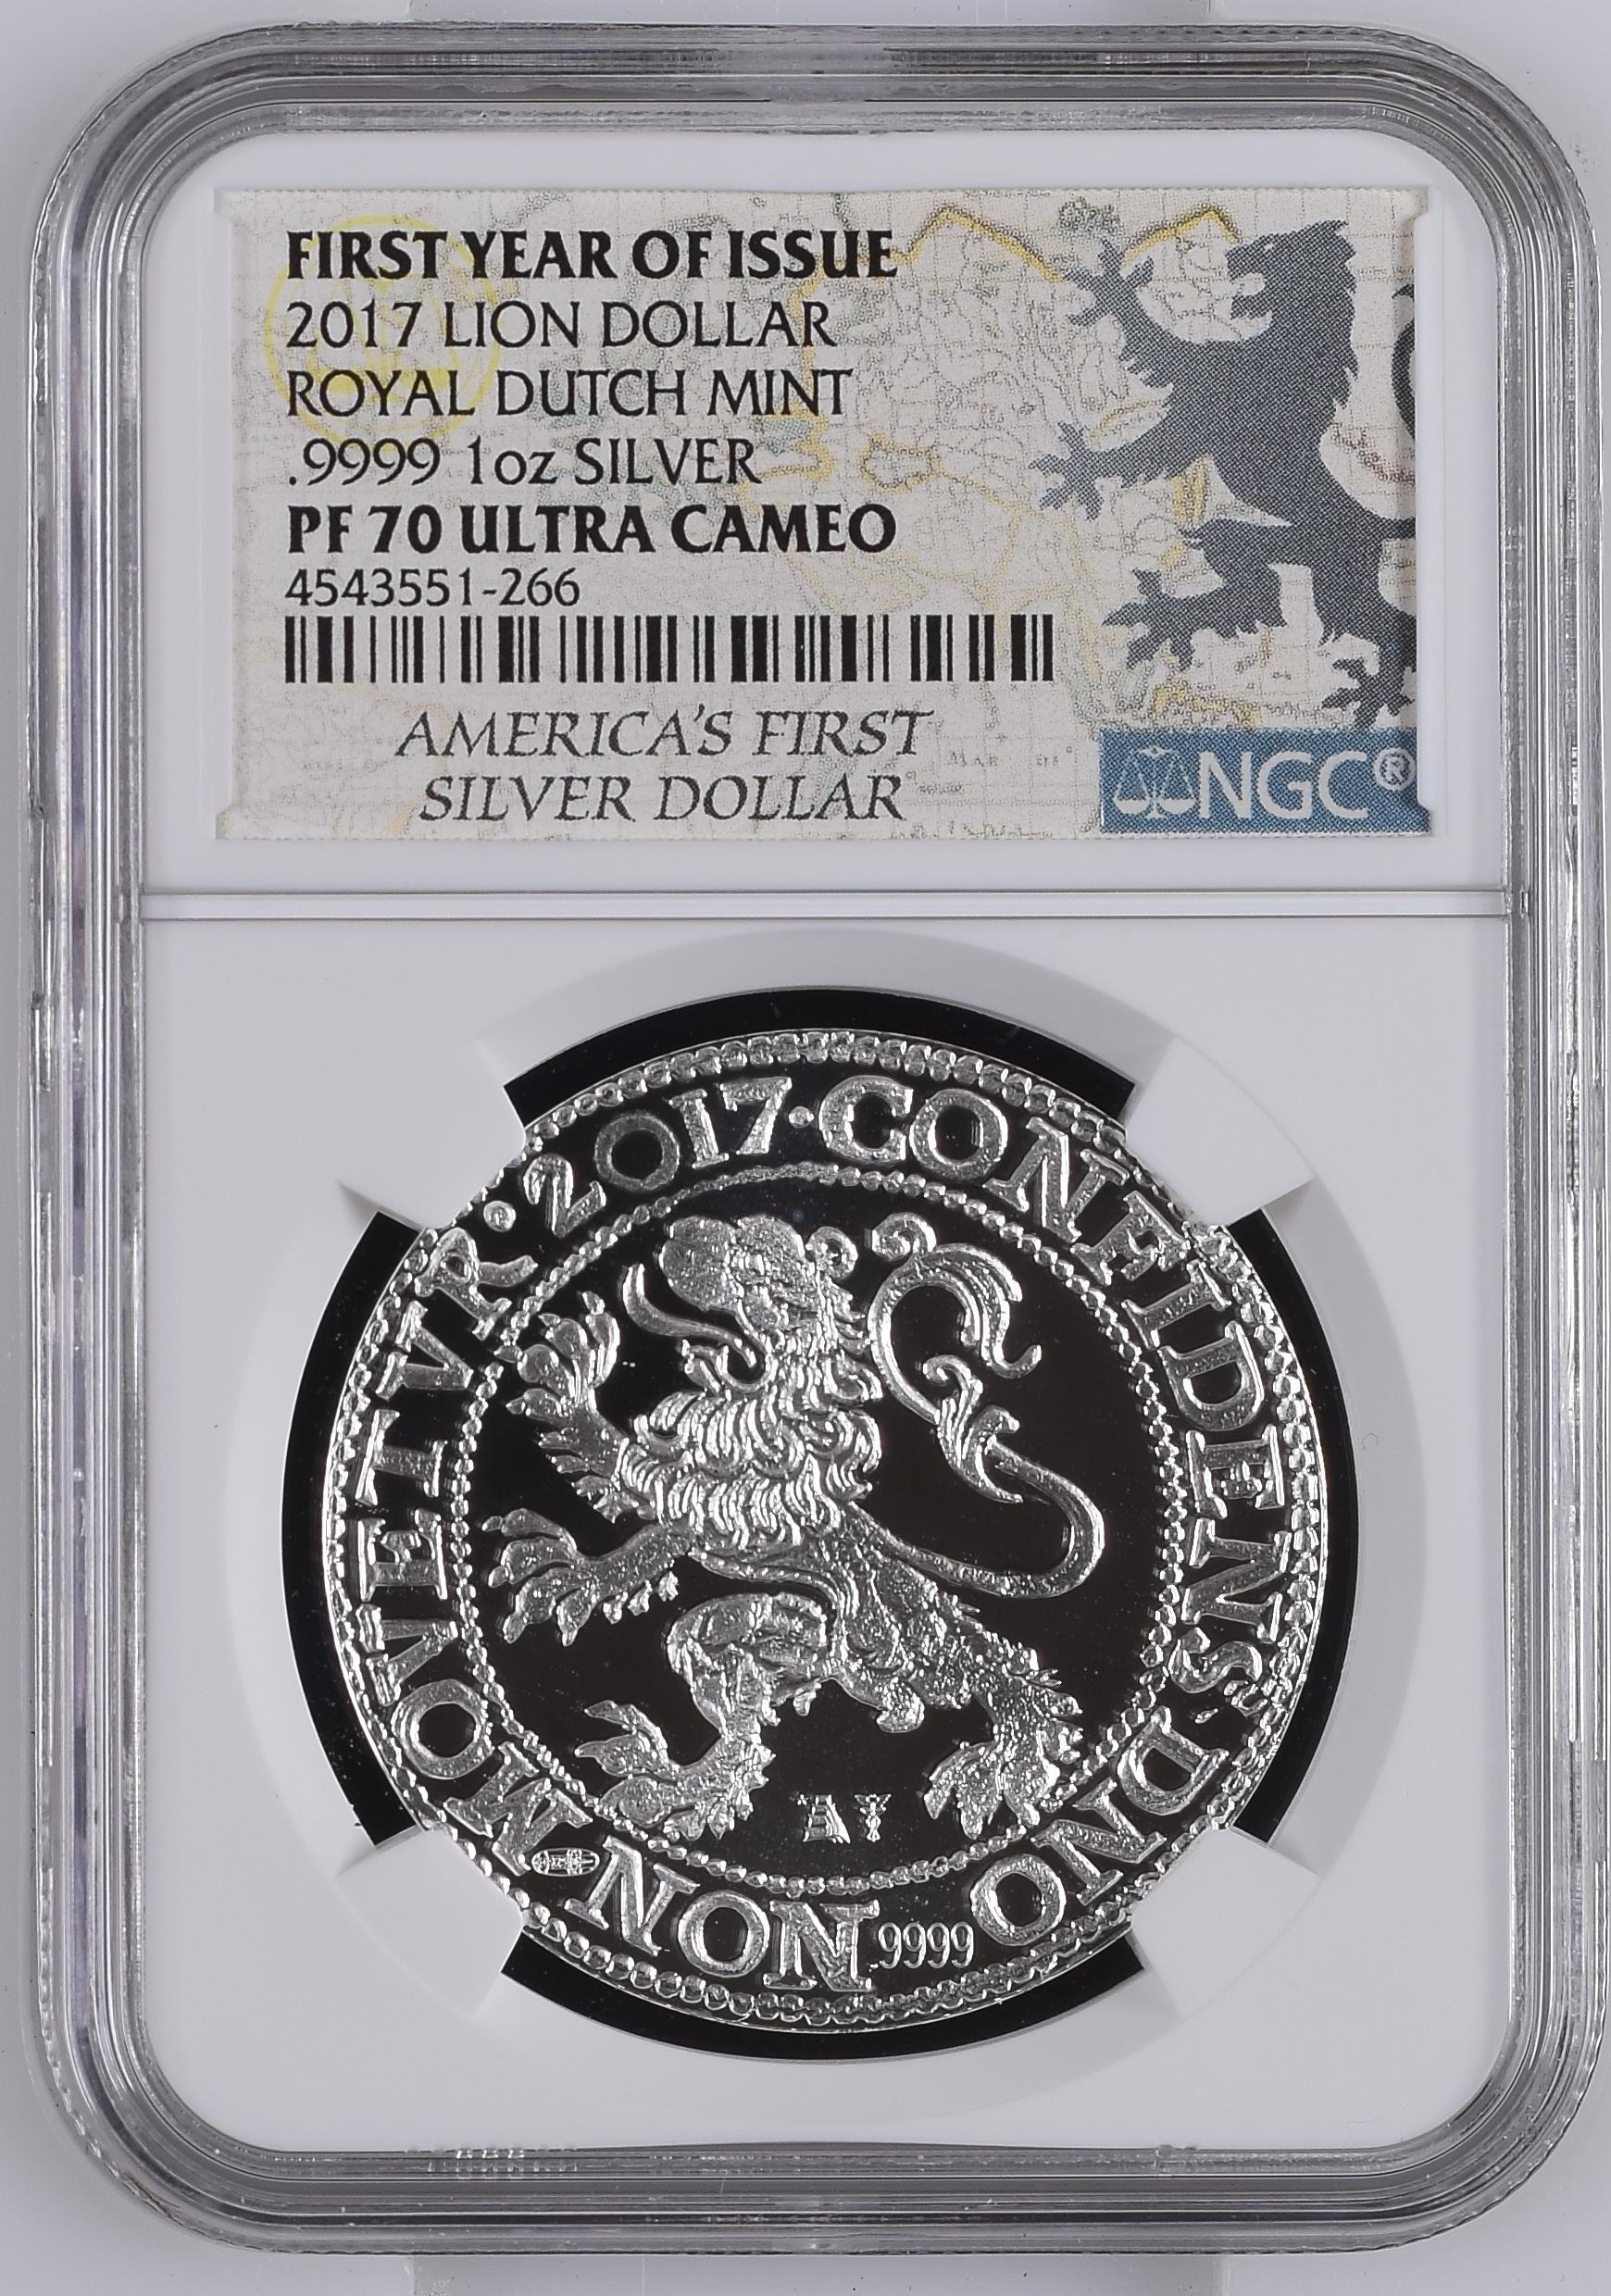 FIRST YEAR OF ISSUE
2017 LION DOLLAR
ROYAL DUTCH MINT
.9999 1oz SILVER
PF 70 ULTRA CAMEO
4543551-266
AMERICA'S FIRST
SILVER DOLLAR
NGC®
CONFIDENS·DNO
9999
NON
MOVETVR·2017·